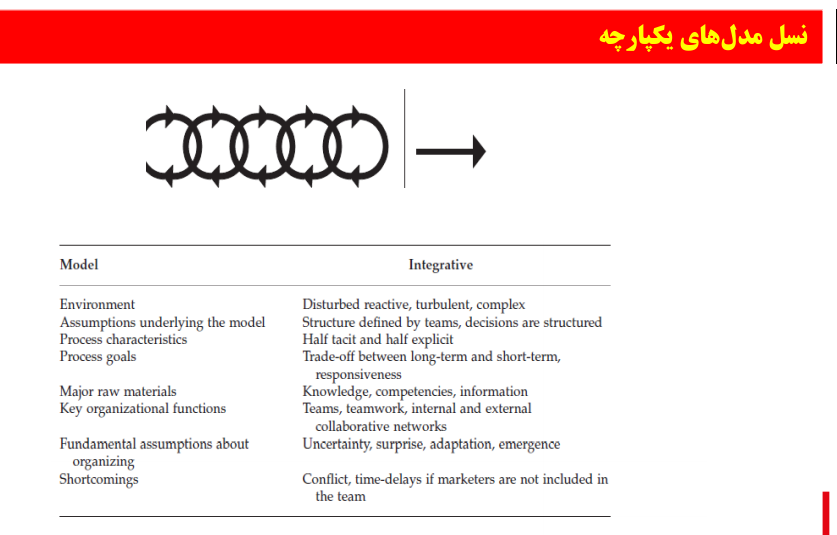 نسل مدل‌های یکپارچه
Model Integrative
Environment Disturbed reactive, turbulent, complex
Assumptions underlying the model Structure defined by teams, decisions are structured
Process characteristics Half tacit and half explicit
Process goals Trade-off between long-term and short-term,
responsiveness
Major raw materials Knowledge, competencies, information
Key organizational functions Teams, teamwork, internal and external
collaborative networks
Fundamental assumptions about Uncertainty, surprise, adaptation, emergence
organizing
Shortcomings Conflict, time-delays if marketers are not included in
the team